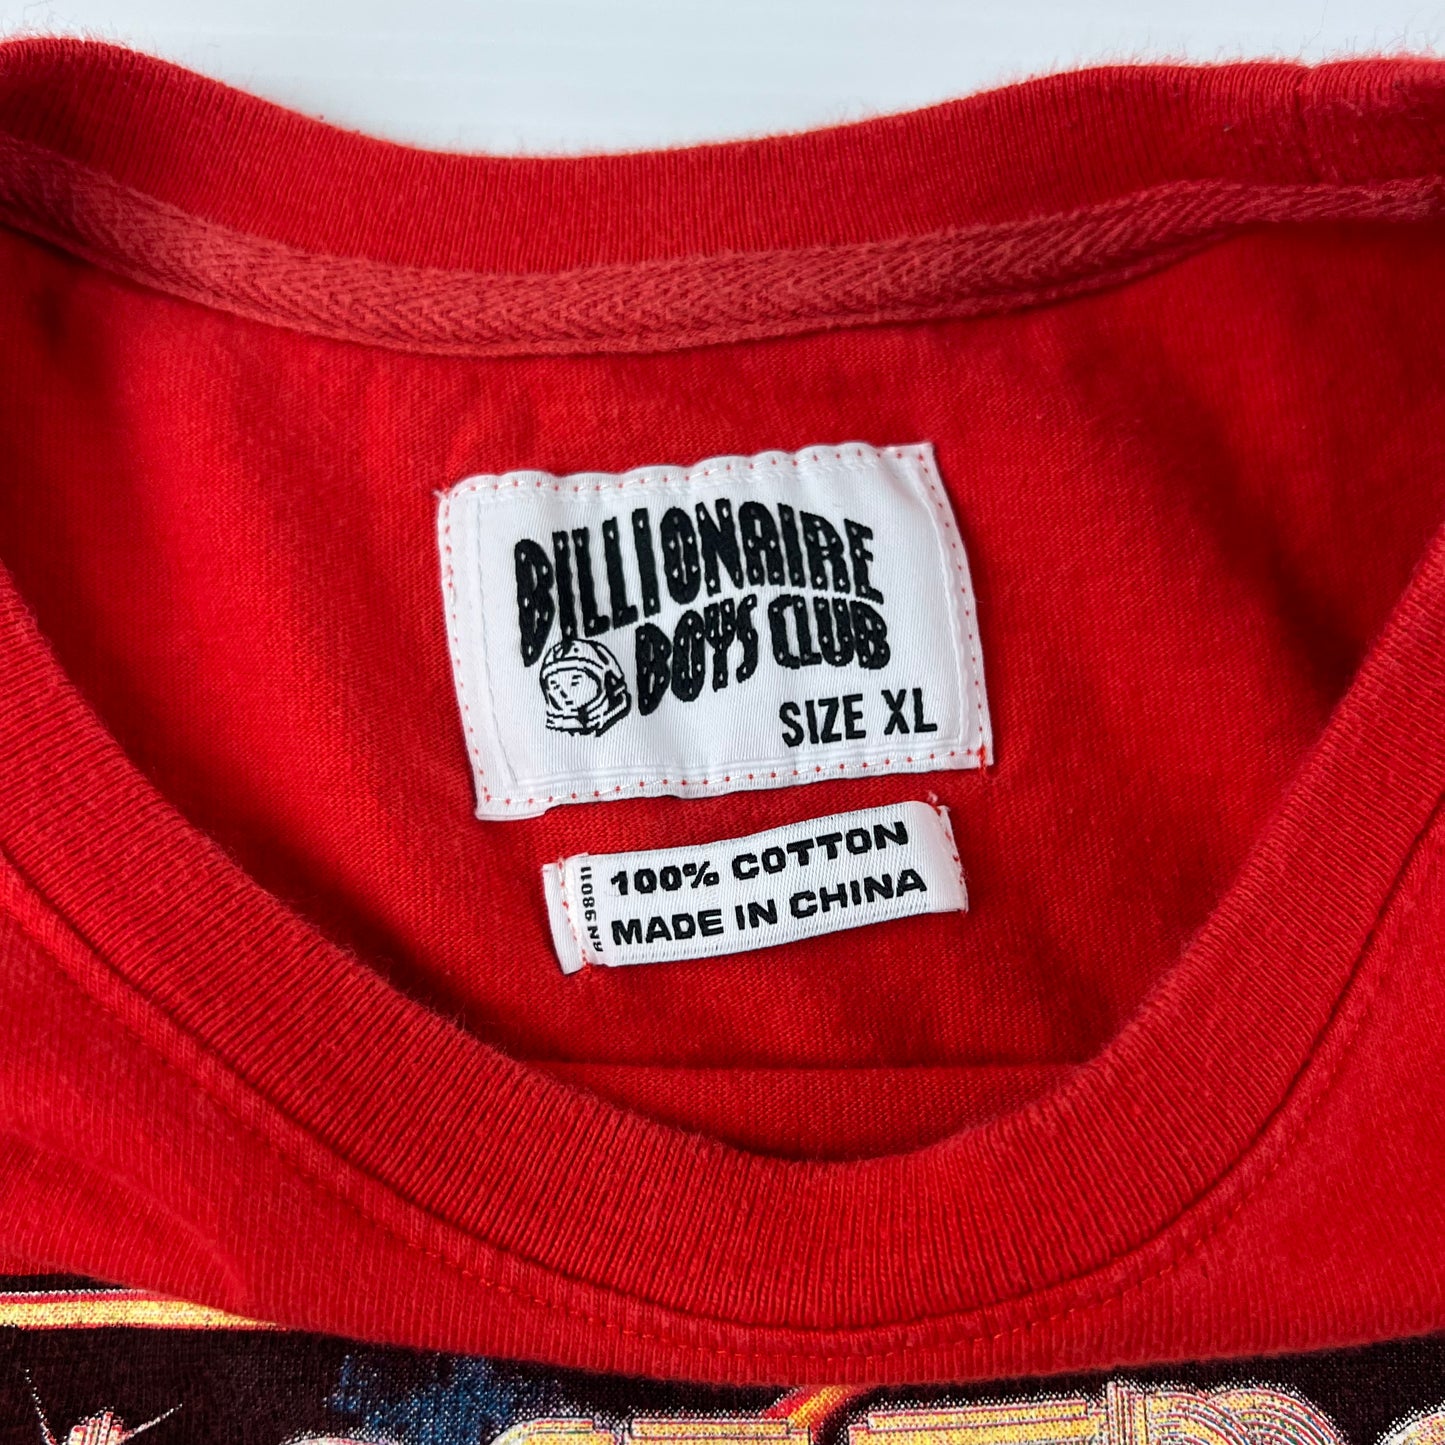 BILLIONAIRE
BOYS CLUB
SIZE XL
RN 98011
100% COTTON
MADE IN CHINA